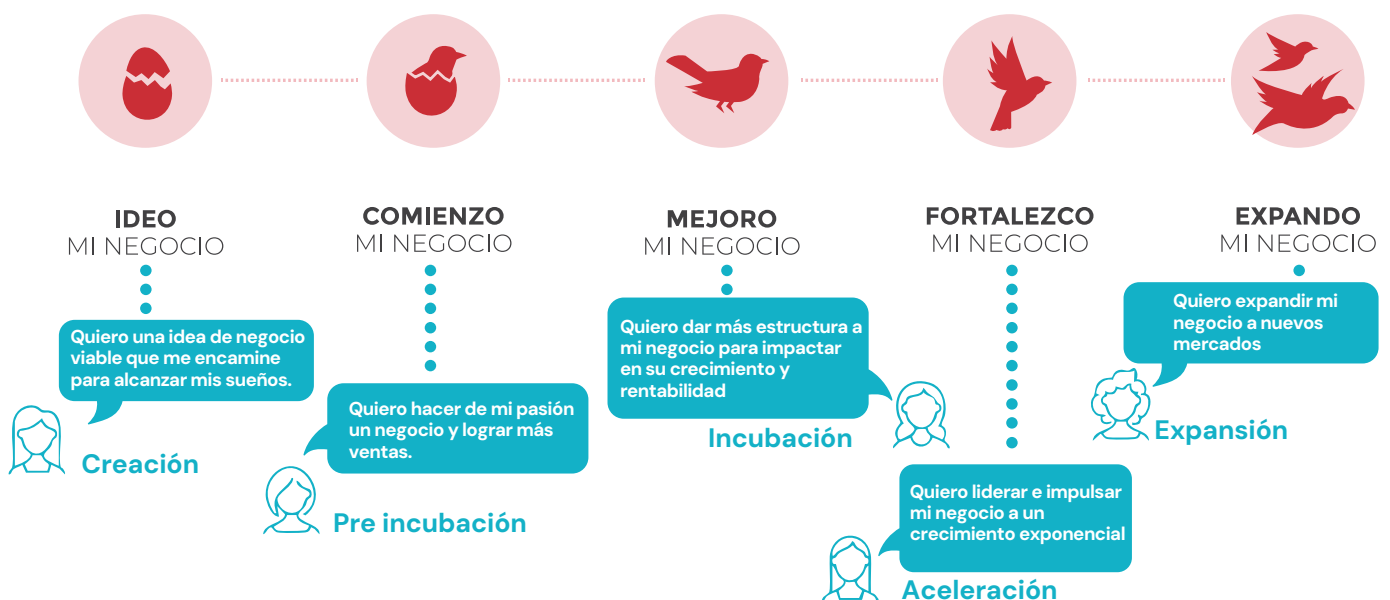 IDEO
MI NEGOCIO
Quiero una idea de negocio
viable que me encamine
para alcanzar mis sueños.
Creación
COMIENZO
MI NEGOCIO
Quiero hacer de mi pasión
un negocio y lograr más
ventas.
Pre incubación
MEJORO
MI NEGOCIO
Quiero dar más estructura a
mi negocio para impactar
en su crecimiento y
rentabilidad
Incubación
FORTALEZCO
MI NEGOCIO
Quiero liderar e impulsar
mi negocio a un
crecimiento exponencial
Aceleración
EXPANDO
MI NEGOCIO
Quiero expandir mi
negocio a nuevos
mercados
Expansión